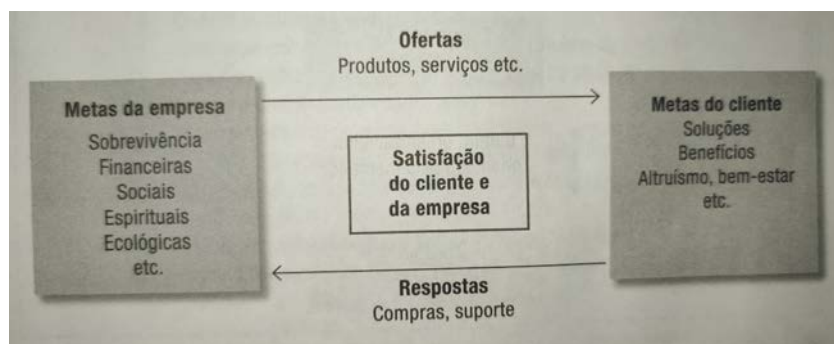 Ofertas
Produtos, serviços etc.
Metas da empresa
Sobrevivência
Financeiras
Sociais
Espirituais
Ecológicas
etc.
Satisfação
do cliente e
da empresa
Metas do cliente
Soluções
Benefícios
Altruísmo, bem-estar
etc.
Respostas
Compras, suporte